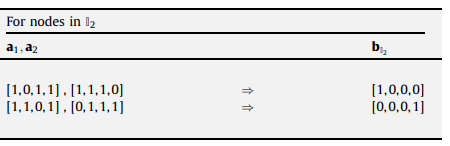 For nodes in 𝕀₂
a₁, a₂ b_𝕀₂
[1,0,1,1] , [1,1,1,0] ⇒ [1,0,0,0]
[1,1,0,1] , [0,1,1,1] ⇒ [0,0,0,1]